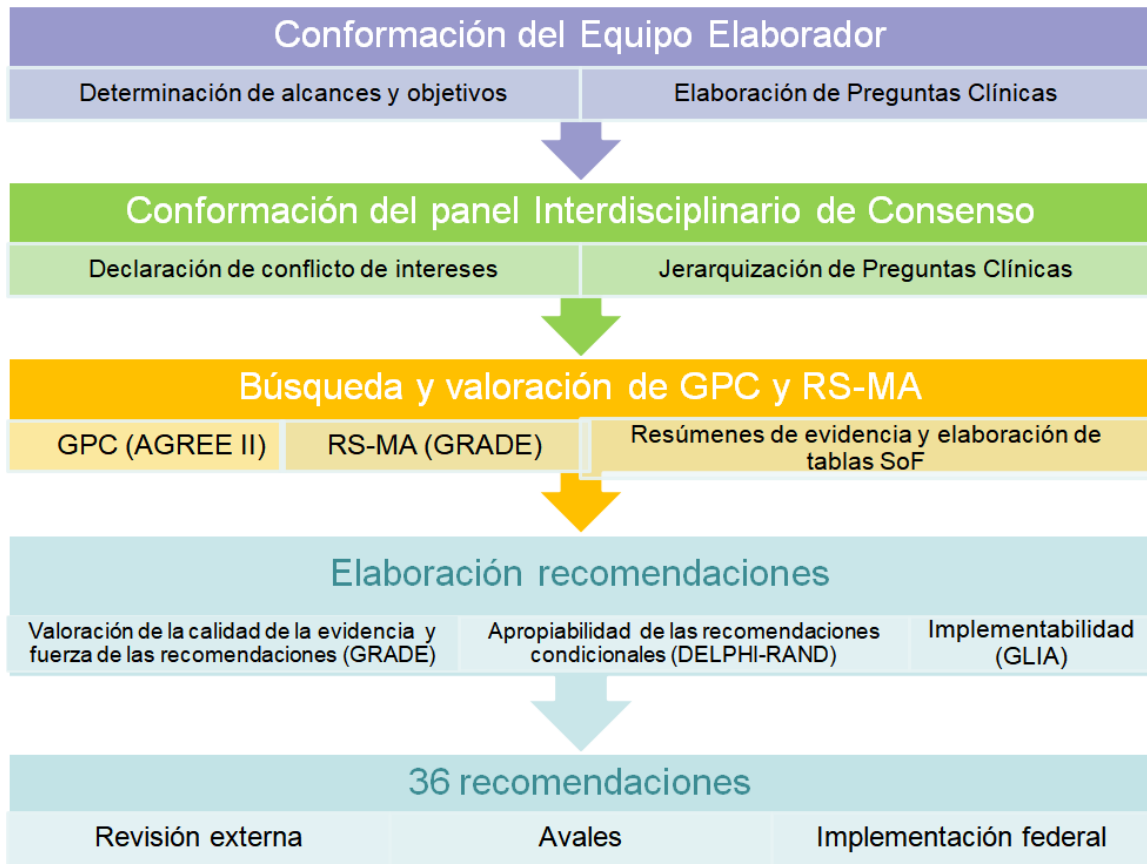 Conformación del Equipo Elaborador
Determinación de alcances y objetivos
Elaboración de Preguntas Clínicas
Conformación del panel Interdisciplinario de Consenso
Declaración de conflicto de intereses
Jerarquización de Preguntas Clínicas
Búsqueda y valoración de GPC y RS-MA
GPC (AGREE II)
RS-MA (GRADE)
Resúmenes de evidencia y elaboración de
tablas SoF
Elaboración recomendaciones
Valoración de la calidad de la evidencia y
fuerza de las recomendaciones (GRADE)
Apropiabilidad de las recomendaciones
condicionales (DELPHI-RAND)
Implementabilidad
(GLIA)
36 recomendaciones
Revisión externa
Avales
Implementación federal